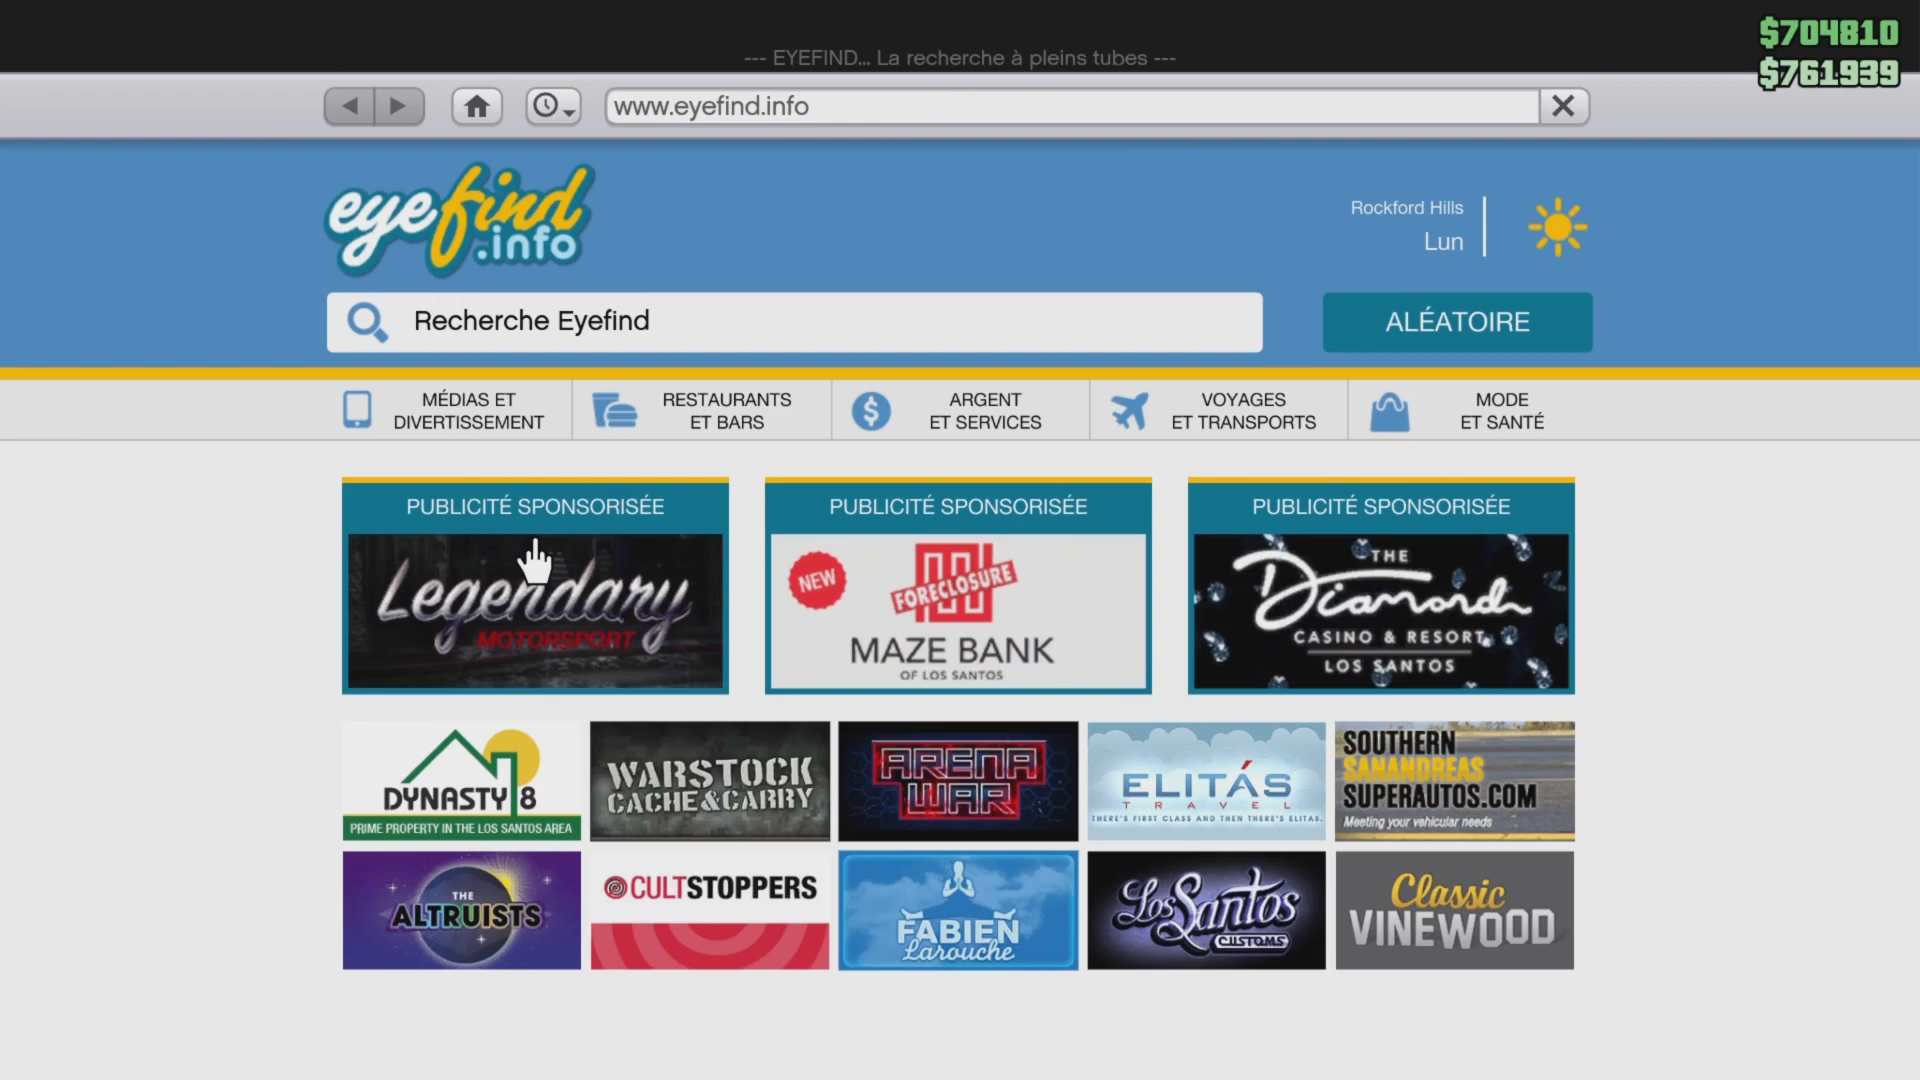 $704810
--- EYEFIND... La recherche à pleins tubes ---
$761939
www.eyefind.info
eyefind
.info
Rockford Hills
Lun
Recherche Eyefind
ALÉATOIRE
MÉDIAS ET
DIVERTISSEMENT
RESTAURANTS
ET BARS
ARGENT
ET SERVICES
VOYAGES
ET TRANSPORTS
MODE
ET SANTÉ
PUBLICITÉ SPONSORISÉE
Legendary
MOTORSPORT
PUBLICITÉ SPONSORISÉE
NEW
FORECLOSURE
MAZE BANK
OF LOS SANTOS
PUBLICITÉ SPONSORISÉE
THE
Diamond
CASINO & RESORT
LOS SANTOS
DYNASTY 8
PRIME PROPERTY IN THE LOS SANTOS AREA
WARSTOCK
CACHE&CARRY
ARENA
WAR
ELITÁS
TRAVEL
THERE'S FIRST CLASS AND THEN THERE'S ELITAS.
SOUTHERN
SANANDREAS
SUPERAUTOS.COM
Meeting your vehicular needs
THE
ALTRUISTS
CULTSTOPPERS
FABIEN
Larouche
Los Santos
CUSTOMS
Classic
VINEWOOD